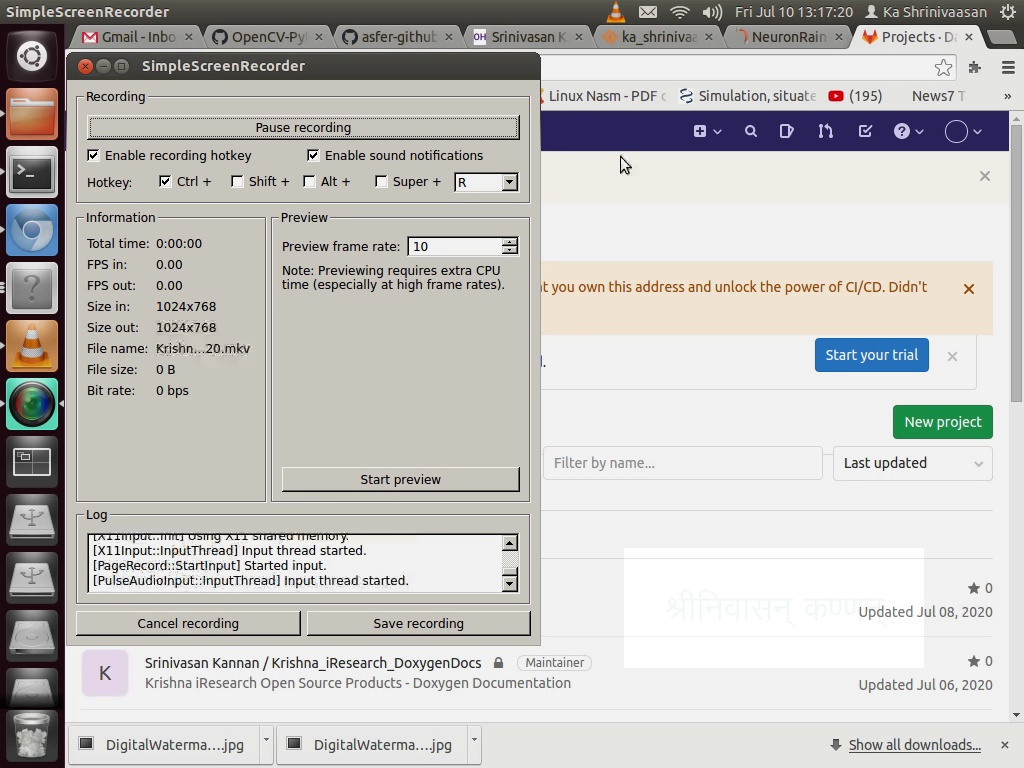 SimpleScreenRecorder
Fri Jul 10 13:17:20
Ka Shrinivaasan
Gmail - Inbo
OpenCV-Py
asfer-github
Srinivasan K
ka_shrinivaa
NeuronRain
Projects · Da
SimpleScreenRecorder
Linux Nasm - PDF
Simulation, situate
(195)
News7 T
»
Recording
Pause recording
Enable recording hotkey
Enable sound notifications
Hotkey:
Ctrl +
Shift +
Alt +
Super +
R
Information
Total time: 0:00:00
FPS in: 0.00
FPS out: 0.00
Size in: 1024x768
Size out: 1024x768
File name: Krishn...20.mkv
File size: 0 B
Bit rate: 0 bps
Preview
Preview frame rate: 10
Note: Previewing requires extra CPU
time (especially at high frame rates).
Start preview
t you own this address and unlock the power of CI/CD. Didn't
Start your trial
New project
Filter by name...
Last updated
Log
[X11Input::Init] Using X11 shared memory.
[X11Input::InputThread] Input thread started.
[PageRecord::StartInput] Started input.
[PulseAudioInput::InputThread] Input thread started.
Cancel recording
Save recording
0
श्रीनिवासन् कण्णन्
Updated Jul 08, 2020
K
Srinivasan Kannan / Krishna_iResearch_DoxygenDocs
Maintainer
0
Krishna iResearch Open Source Products - Doxygen Documentation
Updated Jul 06, 2020
DigitalWaterma....jpg
DigitalWaterma....jpg
Show all downloads...